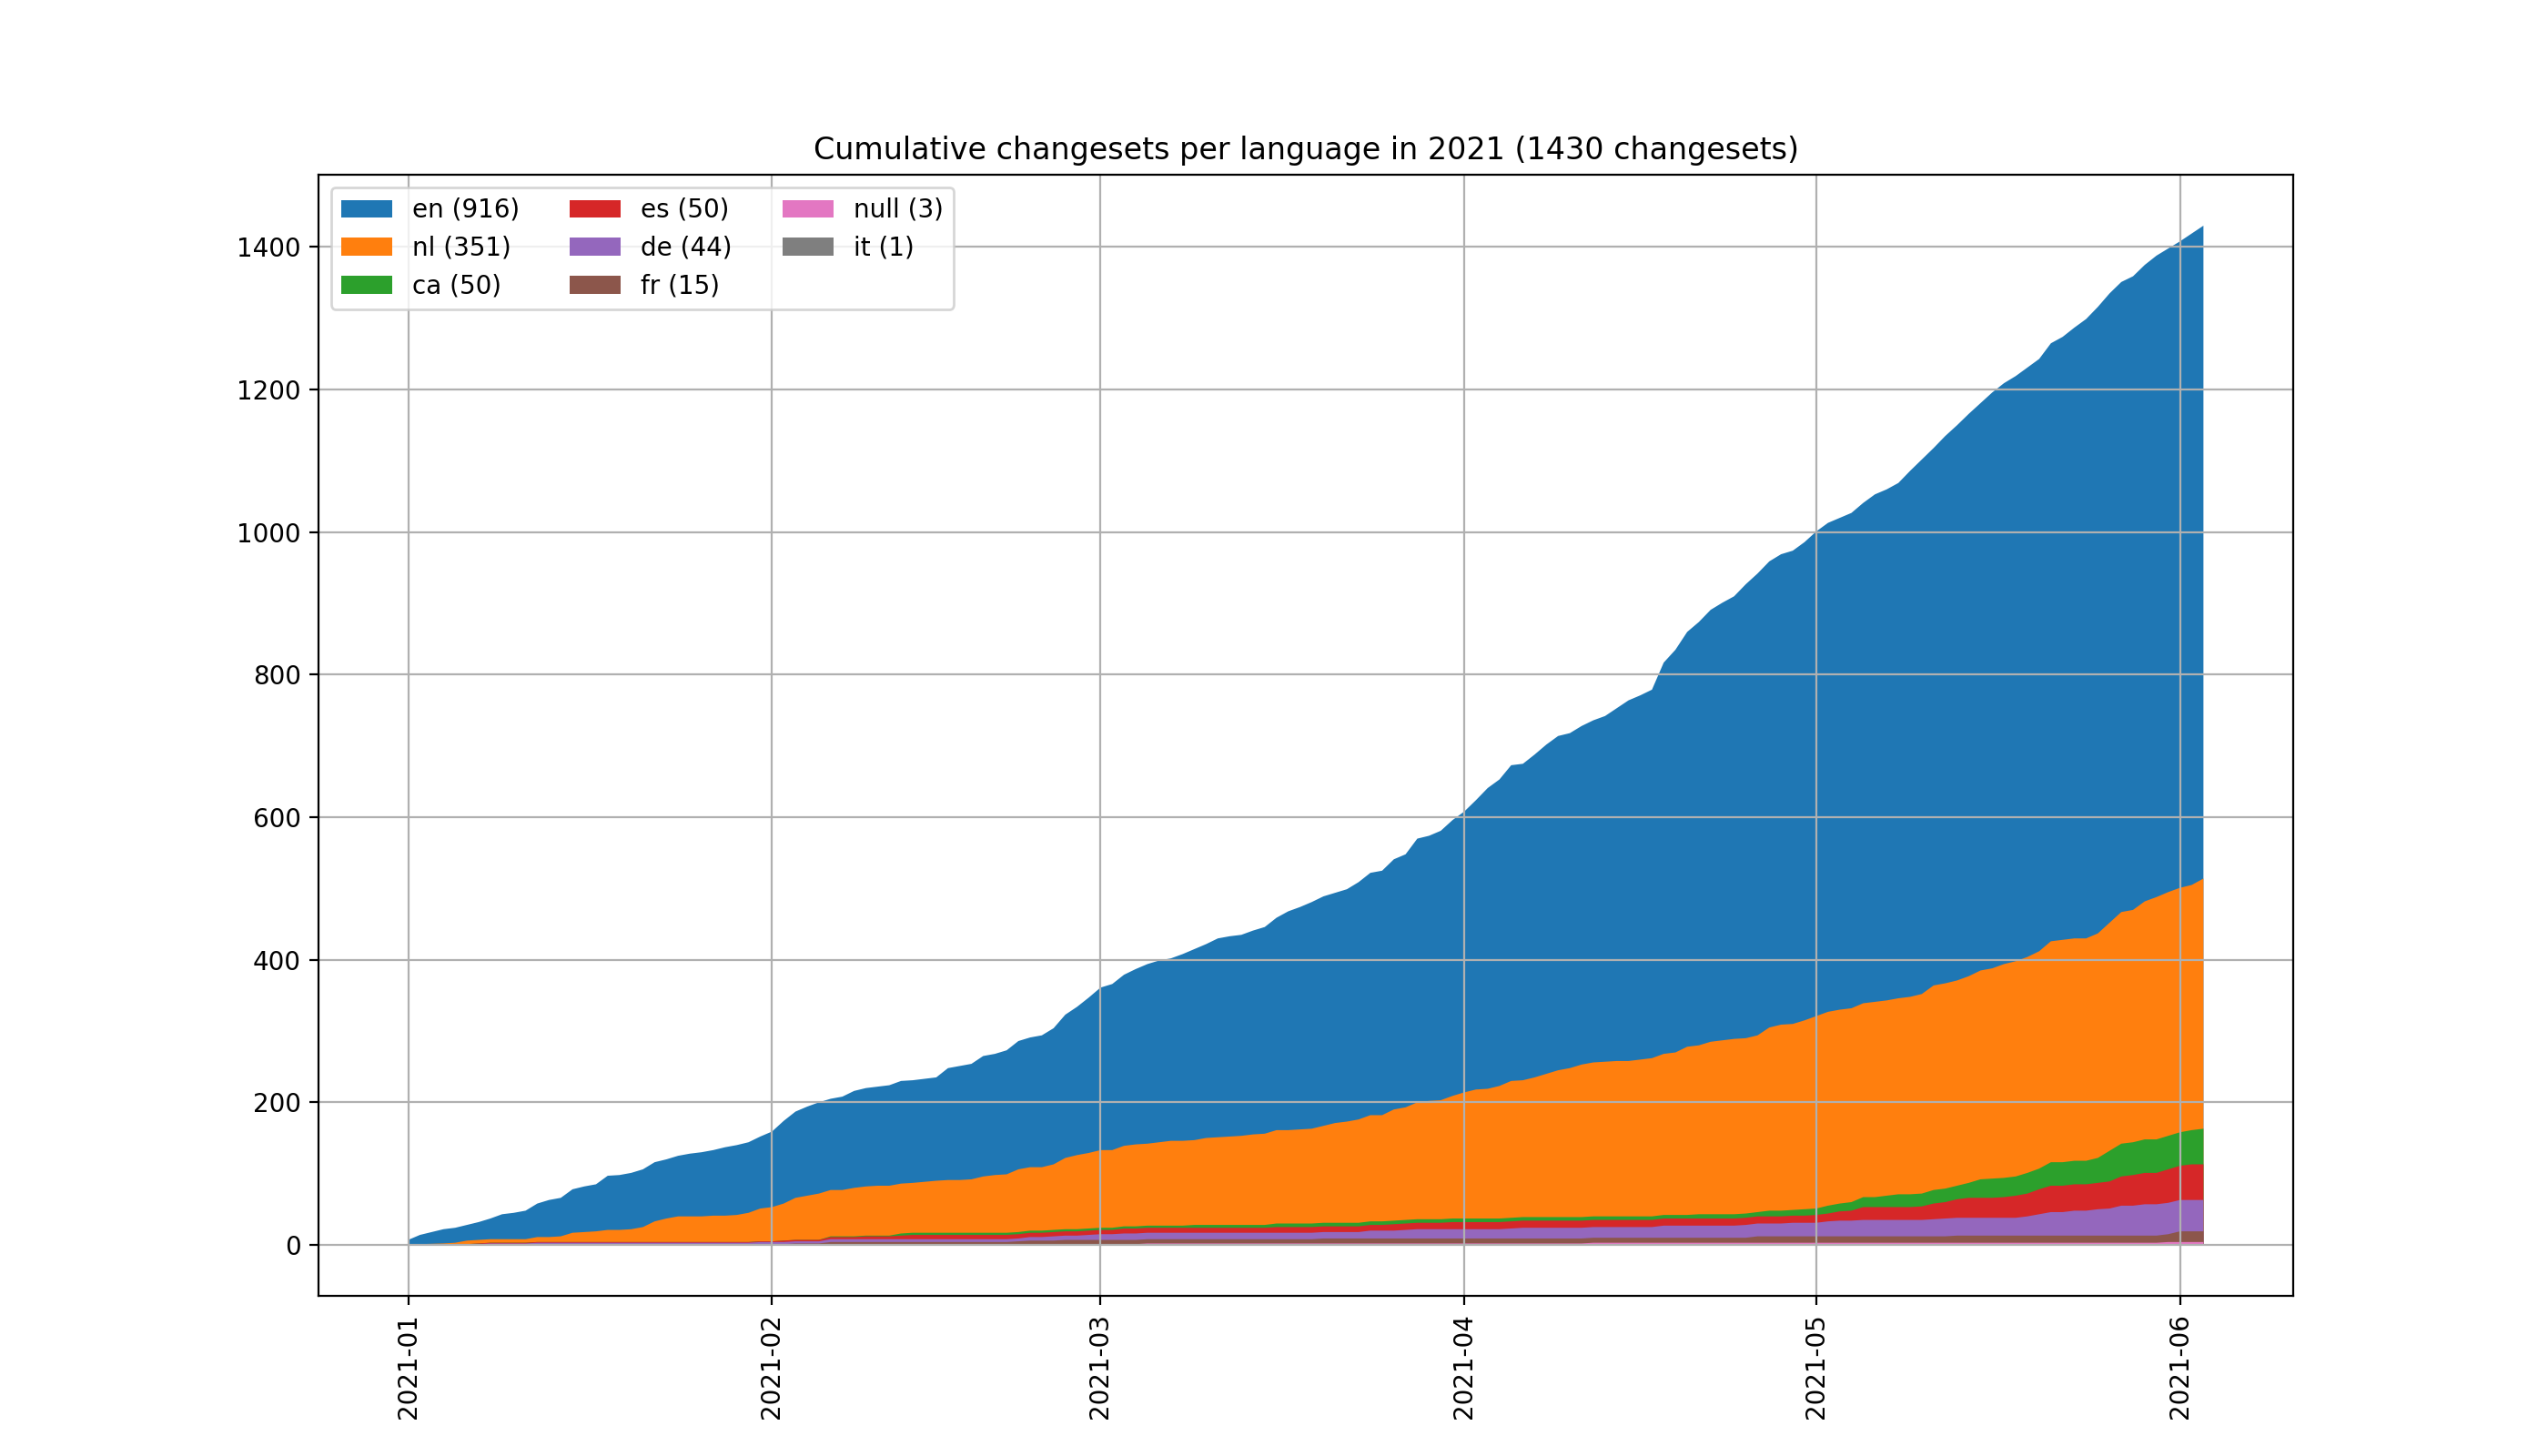 Cumulative changesets per language in 2021 (1430 changesets)
en (916)
nl (351)
ca (50)
es (50)
de (44)
fr (15)
null (3)
it (1)
1400
1200
1000
800
600
400
200
0
2021-01
2021-02
2021-03
2021-04
2021-05
2021-06